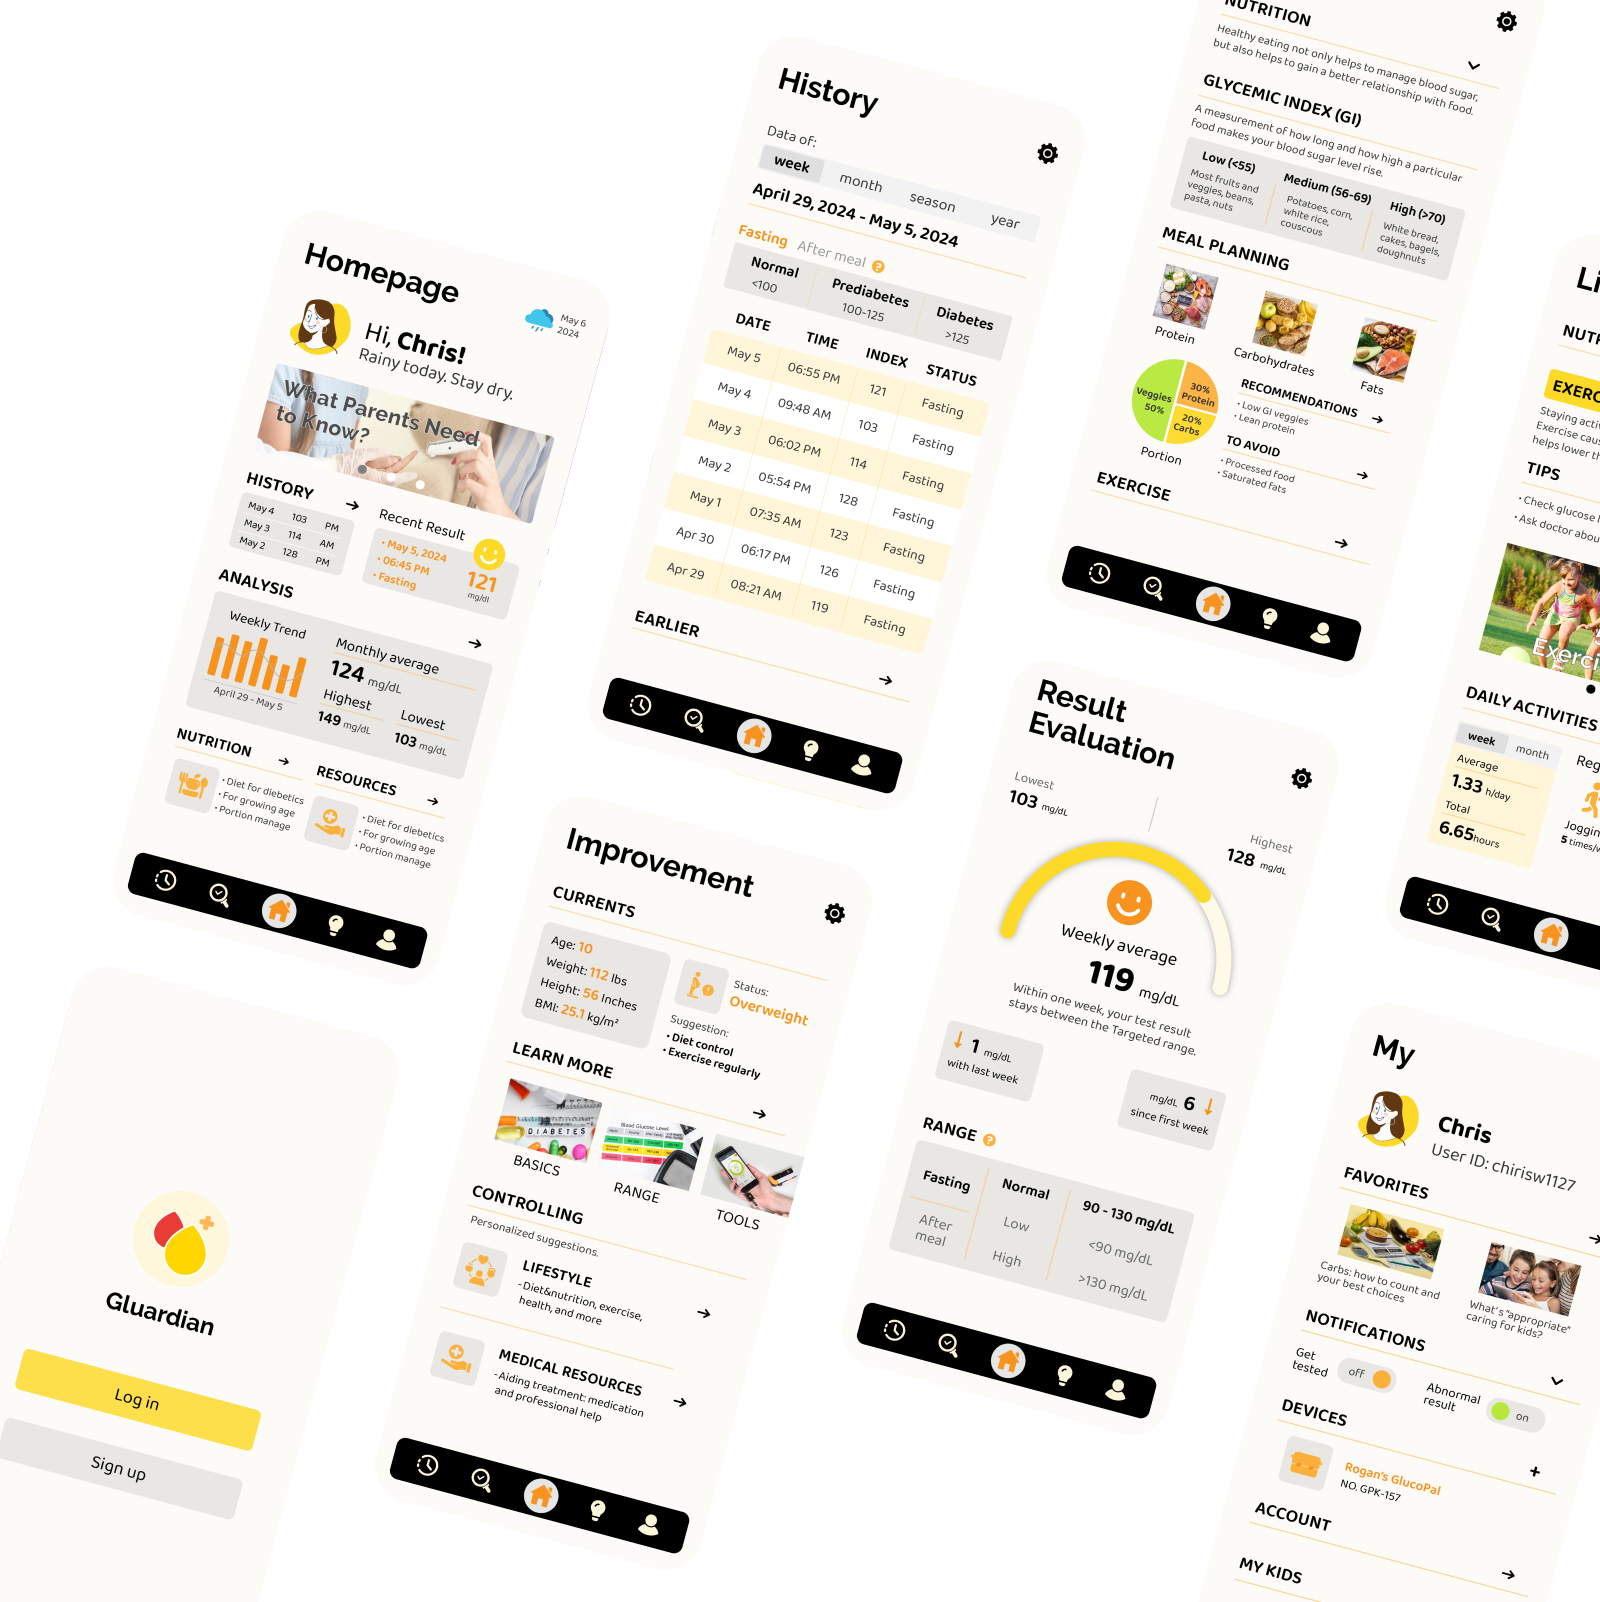 Homepage
May 6
2024
Hi, Chris!
Rainy today. Stay dry.
What Parents Need
to Know?
HISTORY
May 4 103 PM
May 3 114 AM
May 2 128 PM
Recent Result
• May 5, 2024
• 06:45 PM
• Fasting
121
mg/dl
ANALYSIS
Weekly Trend
April 29 - May 5
Monthly average
124 mg/dL
Highest
149 mg/dL
Lowest
103 mg/dL
NUTRITION
• Diet for diebetics
• For growing age
• Portion manage
RESOURCES
• Diet for diebetics
• For growing age
• Portion manage
History
Data of:
week month season year
April 29, 2024 - May 5, 2024
Fasting After meal ?
Normal Prediabetes Diabetes
<100 100-125 >125
DATE TIME INDEX STATUS
May 5 06:55 PM 121 Fasting
May 4 09:48 AM 103 Fasting
May 3 06:02 PM 114 Fasting
May 2 05:54 PM 128 Fasting
May 1 07:35 AM 123 Fasting
Apr 30 06:17 PM 126 Fasting
Apr 29 08:21 AM 119 Fasting
EARLIER
NUTRITION
Healthy eating not only helps to manage blood sugar,
but also helps to gain a better relationship with food.
GLYCEMIC INDEX (GI)
A measurement of how long and how high a particular
food makes your blood sugar level rise.
Low (<55)
Most fruits and
veggies, beans,
pasta, nuts
Medium (56-69)
Potatoes, corn,
white rice,
couscous
High (>70)
White bread,
cakes, bagels,
doughnuts
MEAL PLANNING
Protein
Carbohydrates
Fats
Veggies
50%
30%
Protein
20%
Carbs
Portion
RECOMMENDATIONS
• Low GI veggies
• Lean protein
TO AVOID
• Processed food
• Saturated fats
EXERCISE
Li
NUTR
EXERC
Staying activ
Exercise caus
helps lower th
TIPS
• Check glucose l
• Ask doctor abou
Exerci
DAILY ACTIVITIES
week month
Average
1.33 h/day
Total
6.65hours
Reg
Joggin
5 times/w
Gluardian
Log in
Sign up
Improvement
CURRENTS
Age: 10
Weight: 112 lbs
Height: 56 Inches
BMI: 25.1 kg/m²
Status:
Overweight
Suggestion:
• Diet control
• Exercise regularly
LEARN MORE
DIABETES
Blood Glucose Level
BASICS
RANGE
TOOLS
CONTROLLING
Personalized suggestions.
LIFESTYLE
-Diet&nutrition, exercise,
health, and more
MEDICAL RESOURCES
-Aiding treatment: medication
and professional help
Result
Evaluation
Lowest
103 mg/dL
Highest
128 mg/dL
Weekly average
119 mg/dL
Within one week, your test result
stays between the Targeted range.
↓ 1 mg/dL
with last week
mg/dL 6 ↓
since first week
RANGE ?
Fasting Normal 90 - 130 mg/dL
After
meal
Low <90 mg/dL
High >130 mg/dL
My
Chris
User ID: chirisw1127
FAVORITES
Carbs: how to count and
your best choices
What's "appropriate"
caring for kids?
NOTIFICATIONS
Get
tested
off
Abnormal
result
on
DEVICES
Rogan's GlucoPal
NO. GPK-157
ACCOUNT
MY KIDS